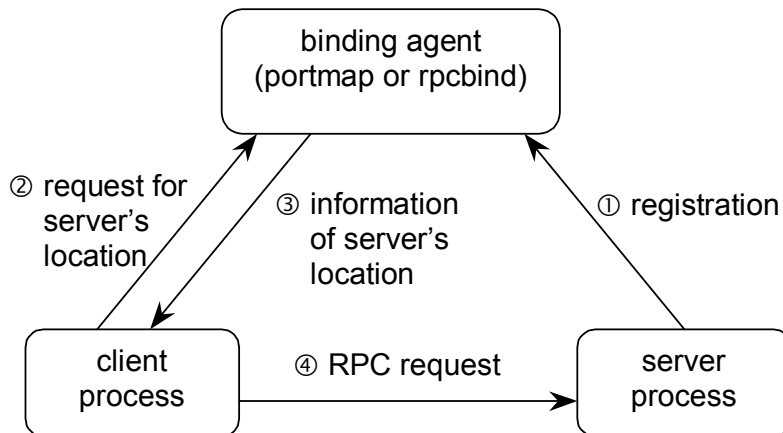 binding agent
(portmap or rpcbind)
② request for
server’s
location
③ information
of server’s
location
① registration
client
process
④ RPC request
server
process